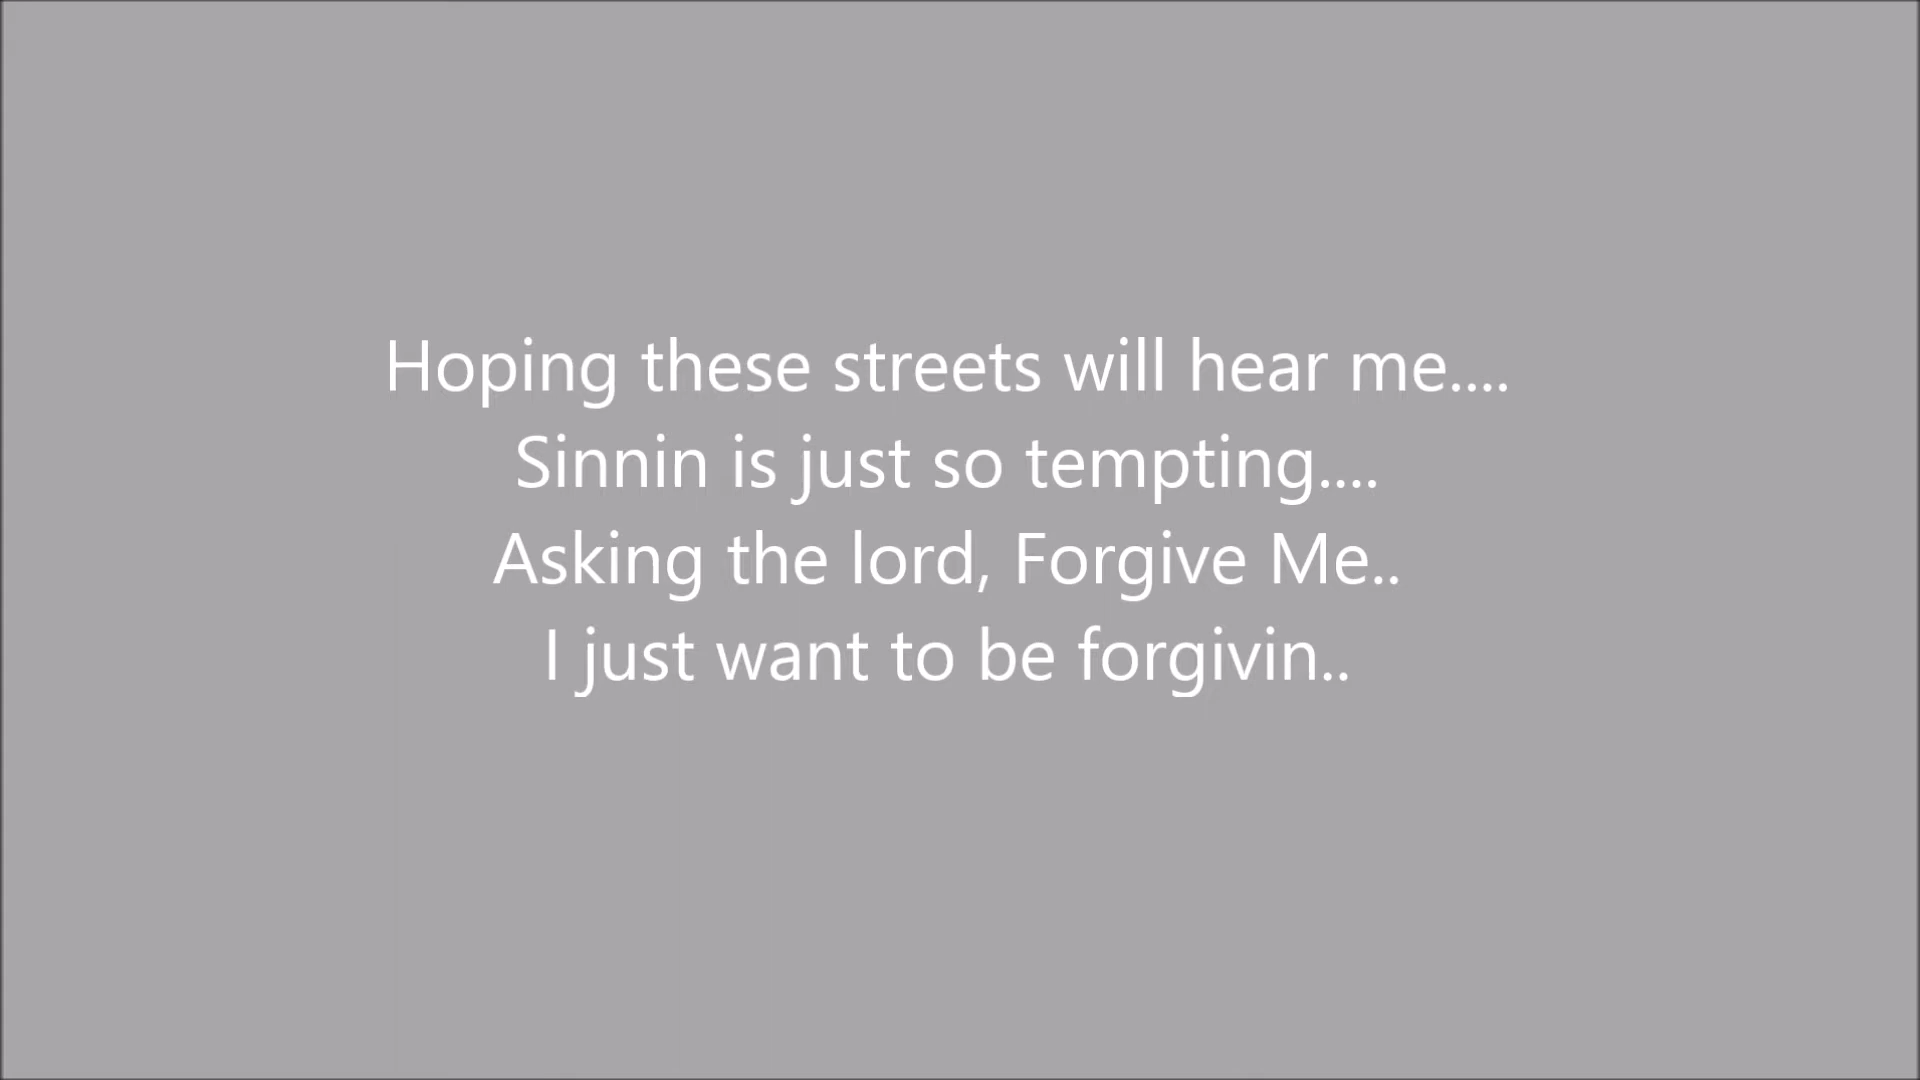 Hoping these streets will hear me....
Sinnin is just so tempting....
Asking the lord, Forgive Me..
I just want to be forgivin..